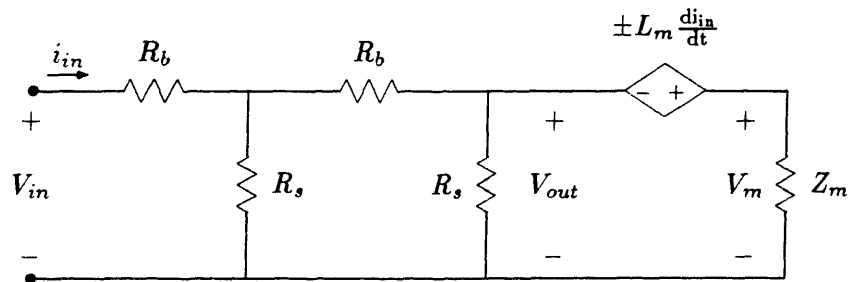 ±L_m di_in/dt
i_in R_b R_b
− +
+ + +
V_in R_s R_s V_out V_m Z_m
− − −